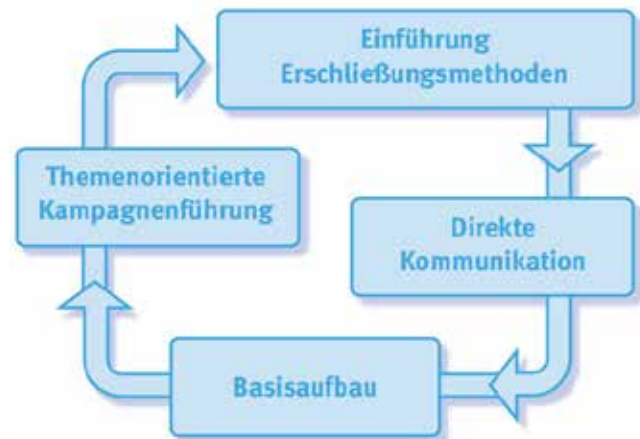 Einführung
Erschließungsmethoden
Themenorientierte
Kampagnenführung
Direkte
Kommunikation
Basisaufbau